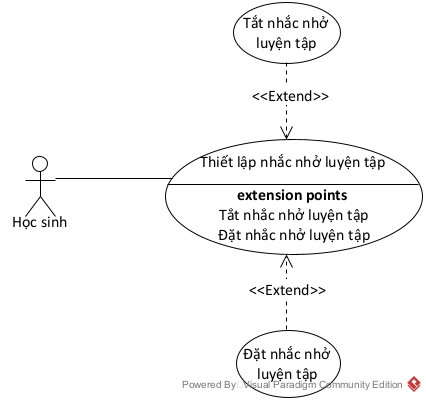 Tắt nhắc nhở
luyện tập
<<Extend>>
Thiết lập nhắc nhở luyện tập
extension points
Tắt nhắc nhở luyện tập
Đặt nhắc nhở luyện tập
Học sinh
<<Extend>>
Đặt nhắc nhở
luyện tập
Powered By Visual Paradigm Community Edition